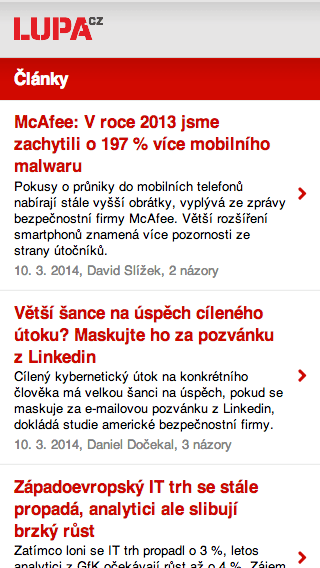 LUPA CZ
Články
McAfee: V roce 2013 jsme
zachytili o 197 % více mobilního
malwaru
Pokusy o průniky do mobilních telefonů
nabírají stále vyšší obrátky, vyplývá ze zprávy
bezpečnostní firmy McAfee. Větší rozšíření
smartphonů znamená více pozornosti ze
strany útočníků.
10. 3. 2014, David Slížek, 2 názory
Větší šance na úspěch cíleného
útoku? Maskujte ho za pozvánku
z Linkedin
Cílený kybernetický útok na konkrétního
člověka má velkou šanci na úspěch, pokud se
maskuje za e-mailovou pozvánku z Linkedin,
dokládá studie americké bezpečnostní firmy.
10. 3. 2014, Daniel Dočekal, 3 názory
Západoevropský IT trh se stále
propadá, analytici ale slibují
brzký růst
Zatímco loni se IT trh propadl o 3 %, letos
analytici z GfK očekávají růst až o 4 %. Zájem